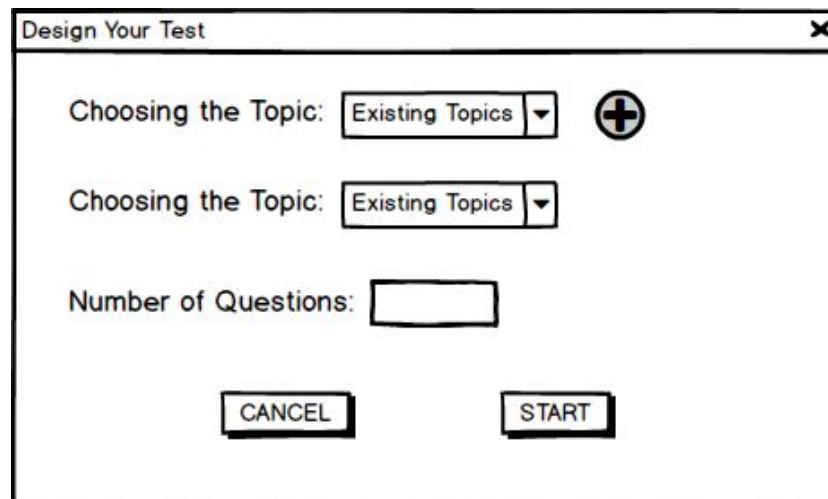 Design Your Test
Choosing the Topic: Existing Topics
Choosing the Topic: Existing Topics
Number of Questions:
CANCEL START